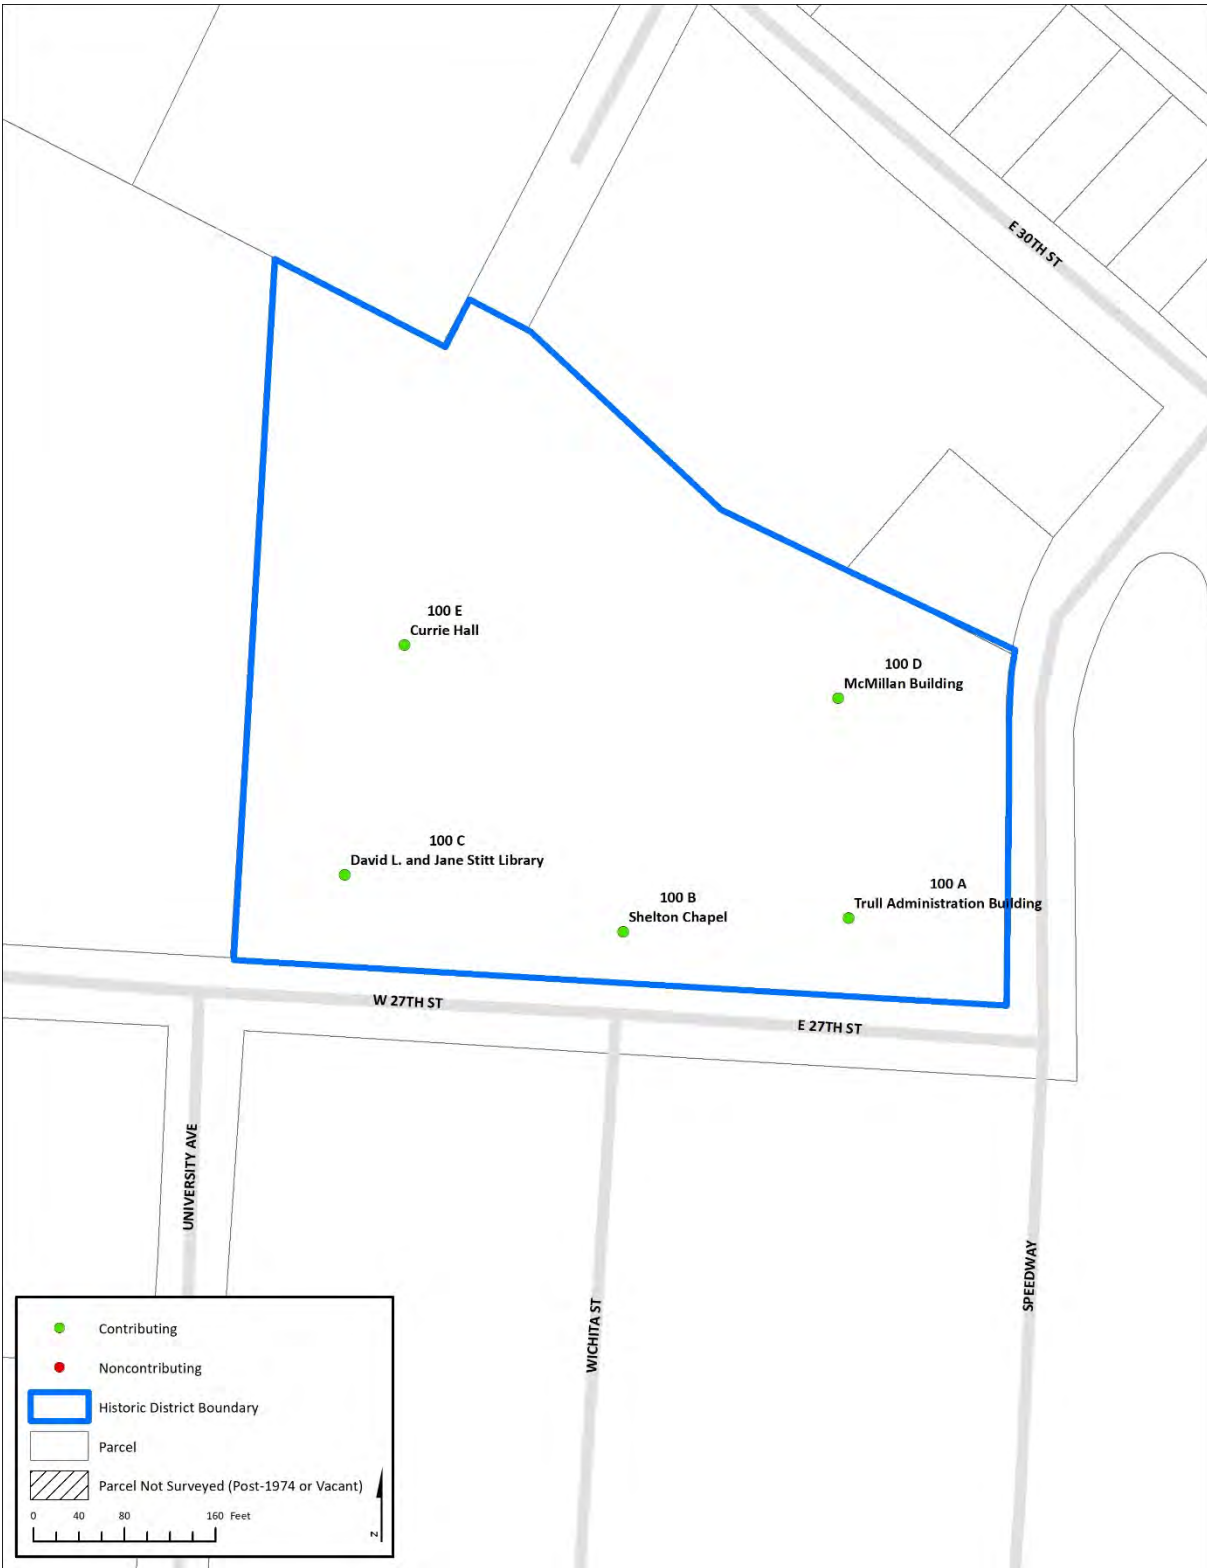 E 30TH ST
100 E
Currie Hall
100 D
McMillan Building
100 C
David L. and Jane Stitt Library
100 B
Shelton Chapel
100 A
Trull Administration Building
W 27TH ST
E 27TH ST
UNIVERSITY AVE
WICHITA ST
SPEEDWAY
Contributing
Noncontributing
Historic District Boundary
Parcel
Parcel Not Surveyed (Post-1974 or Vacant)
0 40 80 160 Feet
N